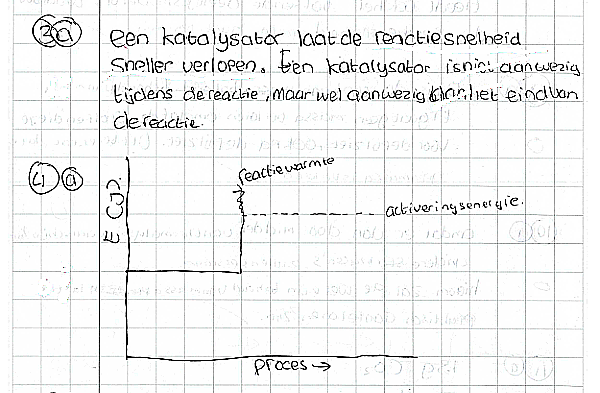 3a een katalysator laat de reactiesnelheid
sneller verlopen. Een katalysator is niet aanwezig
tijdens de reactie, maar wel aanwezig aan het eind van
de reactie.
4 a
reactiewarmte
activeringsenergie.
E (J)
proces →